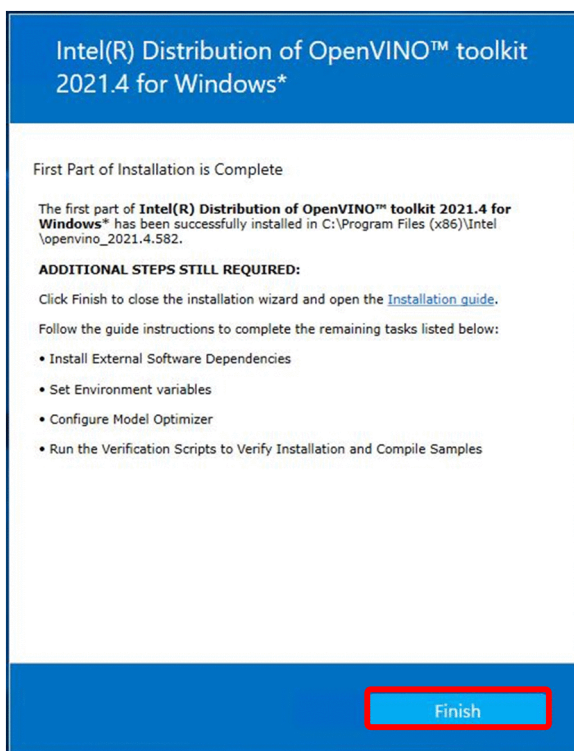 Intel(R) Distribution of OpenVINO™ toolkit
2021.4 for Windows*
First Part of Installation is Complete
The first part of Intel(R) Distribution of OpenVINO™ toolkit 2021.4 for
Windows* has been successfully installed in C:\Program Files (x86)\Intel
\openvino_2021.4.582.
ADDITIONAL STEPS STILL REQUIRED:
Click Finish to close the installation wizard and open the Installation guide.
Follow the guide instructions to complete the remaining tasks listed below:
• Install External Software Dependencies
• Set Environment variables
• Configure Model Optimizer
• Run the Verification Scripts to Verify Installation and Compile Samples
Finish